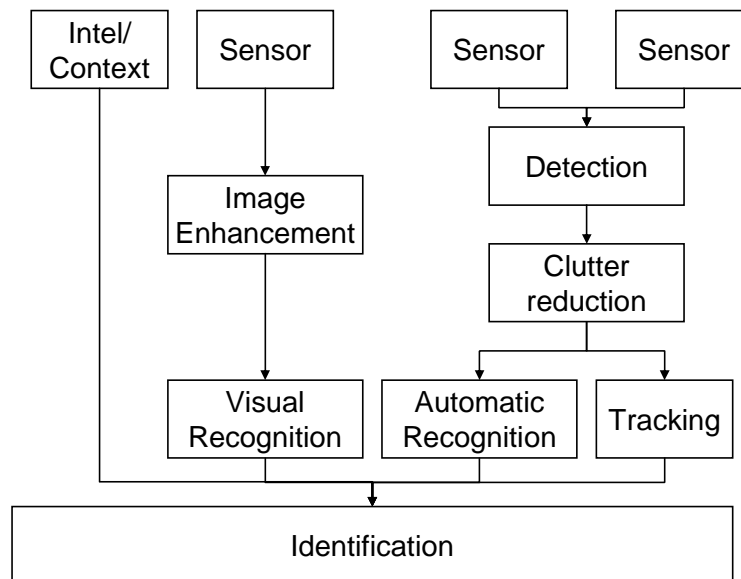 Intel/
Context
Sensor
Sensor
Sensor
Detection
Image
Enhancement
Clutter
reduction
Visual
Recognition
Automatic
Recognition
Tracking
Identification